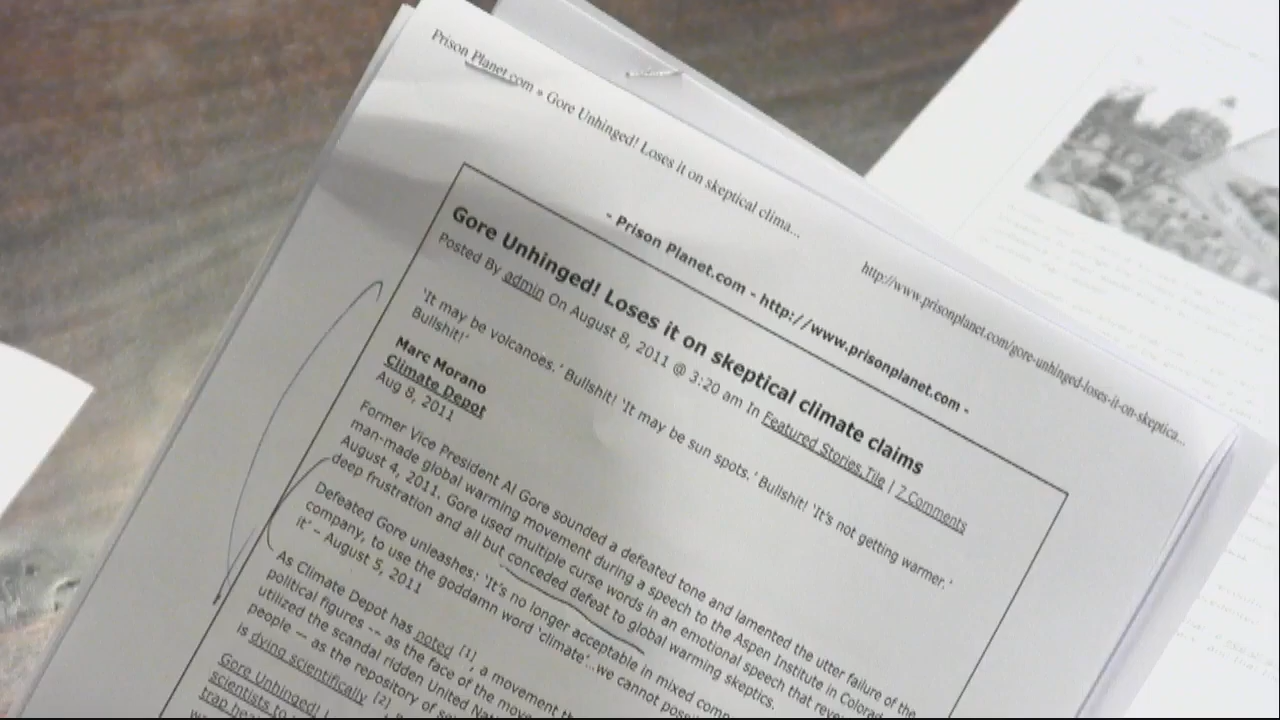 Prison Planet.com » Gore Unhinged! Loses it on skeptical clima...
http://www.prisonplanet.com/gore-unhinged-loses-it-on-skeptica...
- Prison Planet.com - http://www.prisonplanet.com -
Gore Unhinged! Loses it on skeptical climate claims
Posted By admin On August 8, 2011 @ 3:20 am In Featured Stories,Tile | 2 Comments
'It may be volcanoes.' Bullshit! 'It may be sun spots.' Bullshit! 'It's not getting warmer.'
Bullshit!'
Marc Morano
Climate Depot
Aug 8, 2011
Former Vice President Al Gore sounded a defeated tone and lamented the utter failure of the
man-made global warming movement during a speech to the Aspen Institute in Colorado
August 4, 2011. Gore used multiple curse words in an emotional speech that
deep frustration and all but conceded defeat to global warming skeptics.
Defeated Gore unleashes: 'It's no longer acceptable in mixed
company, to use the goddamn word 'climate'...we cannot
it' – August 5, 2011
As Climate Depot has noted [1], a movement
political figures -- as the face of the
utilized the scandal ridden United
people — as the repository of
is dying scientifically [2]
Gore Unhinged!
scientists to
trap